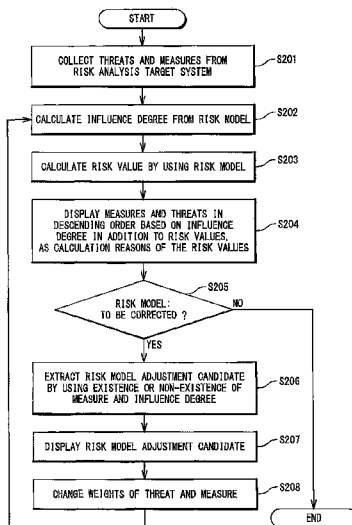 START
COLLECT THREATS AND MEASURES FROM
RISK ANALYSIS TARGET SYSTEM
S201
CALCULATE INFLUENCE DEGREE FROM RISK MODEL
S202
CALCULATE RISK VALUE BY USING RISK MODEL
S203
DISPLAY MEASURES AND THREATS IN
DESCENDING ORDER BASED ON INFLUENCE
DEGREE IN ADDITION TO RISK VALUES,
AS CALCULATION REASONS OF THE RISK VALUES
S204
S205
RISK MODEL:
TO BE CORRECTED ?
NO
YES
EXTRACT RISK MODEL ADJUSTMENT CANDIDATE
BY USING EXISTENCE OR NON-EXISTENCE OF
MEASURE AND INFLUENCE DEGREE
S206
DISPLAY RISK MODEL ADJUSTMENT CANDIDATE
S207
CHANGE WEIGHTS OF THREAT AND MEASURE
S208
END